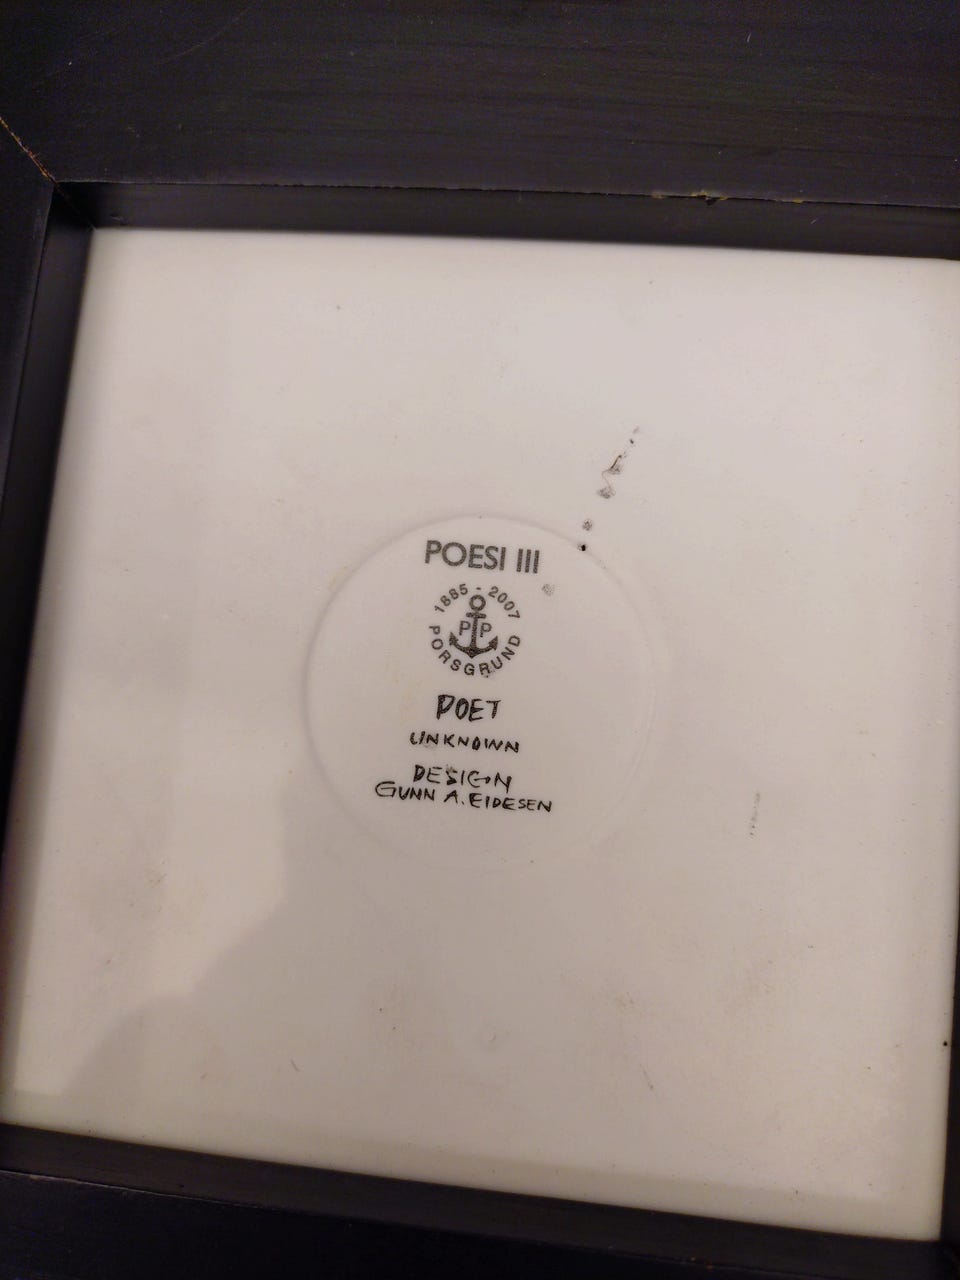 POESI III
1885 - 2007
PP
PORSGRUND
POET
UNKNOWN
DESIGN
GUNN A. EIDESEN